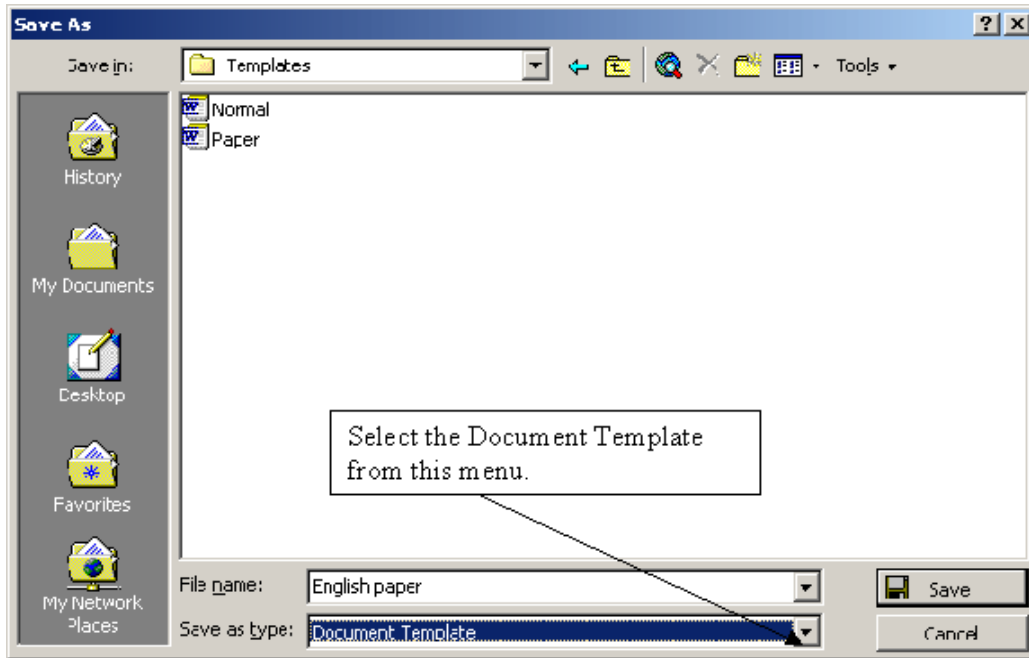 Save As
Save in:
Templates
Tools
Normal
Paper
History
My Documents
Desktop
Favorites
My Network
Places
Select the Document Template
from this menu.
File name:
English paper
Save
Save as type:
Document Template
Cancel